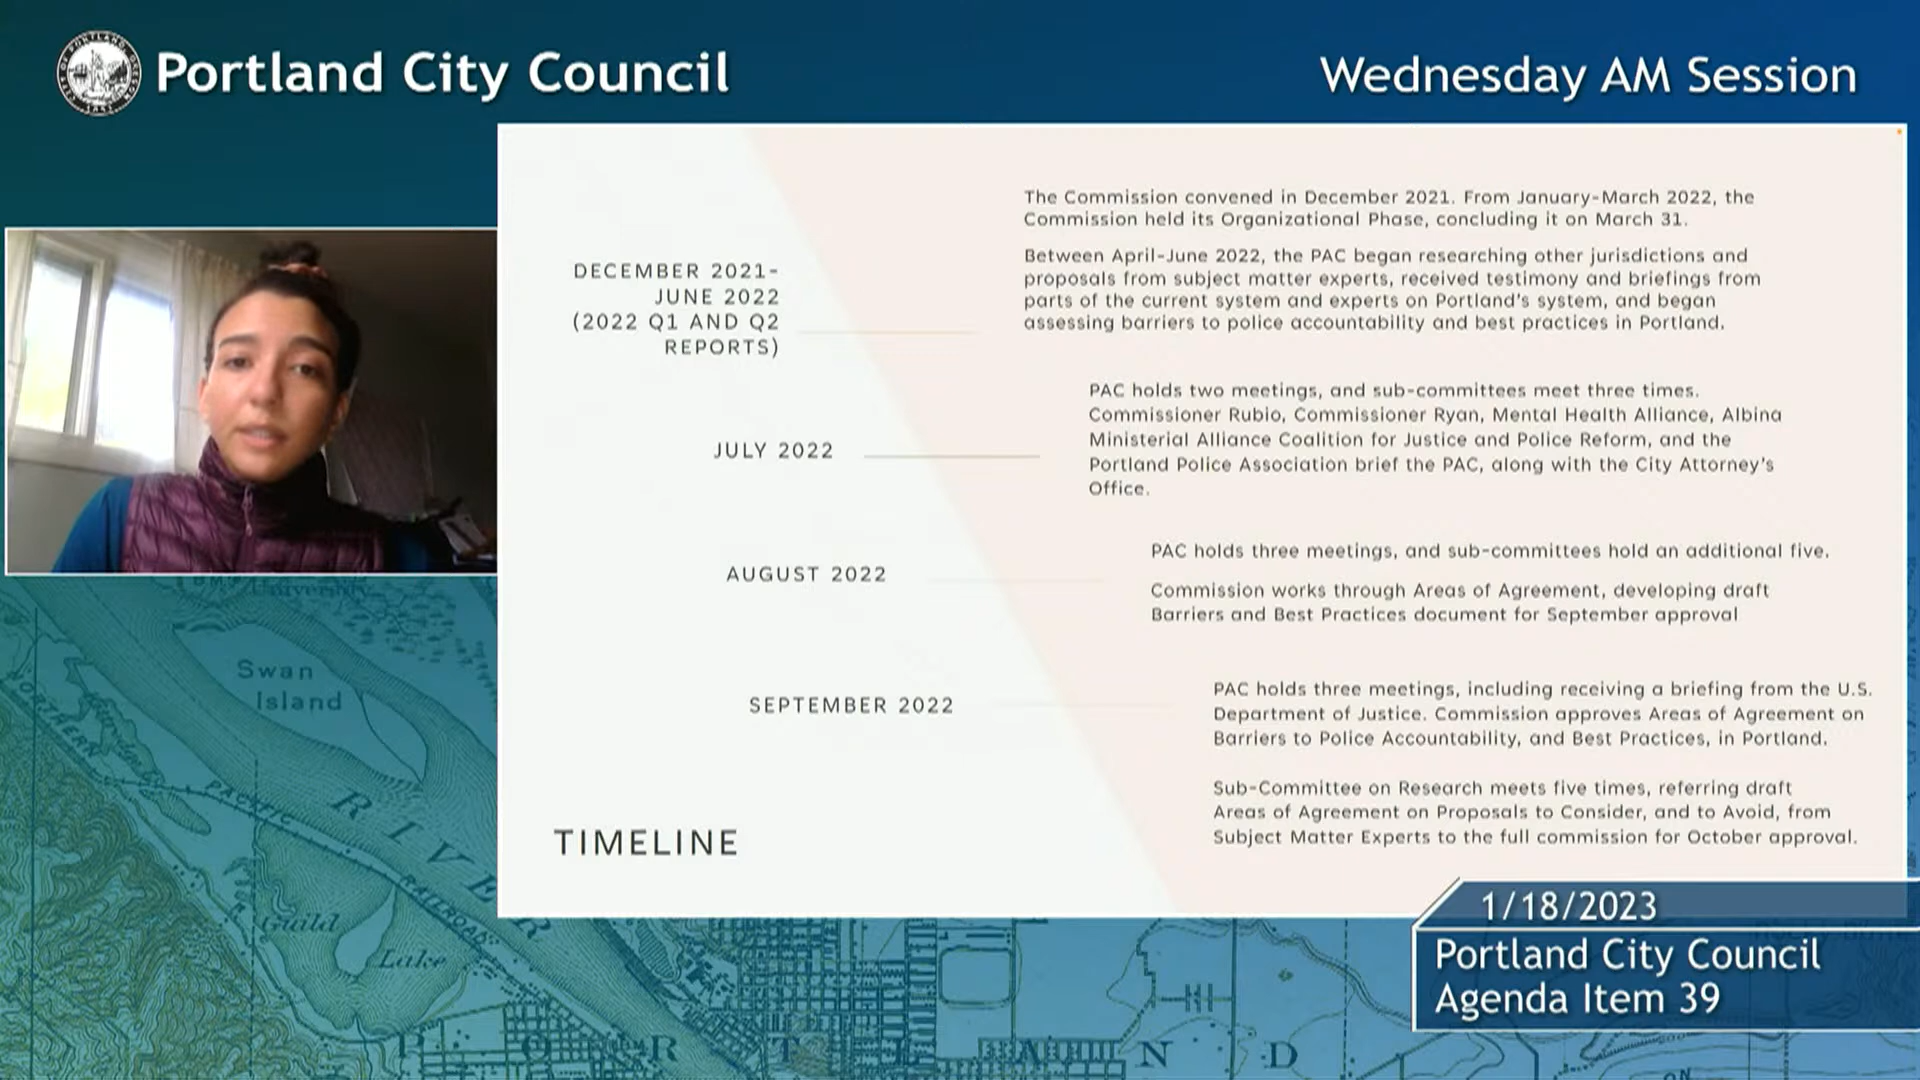 Portland City Council
Wednesday AM Session
The Commission convened in December 2021. From January-March 2022, the
Commission held its Organizational Phase, concluding it on March 31.
Between April-June 2022, the PAC began researching other jurisdictions and
proposals from subject matter experts, received testimony and briefings from
parts of the current system and experts on Portland's system, and began
assessing barriers to police accountability and best practices in Portland.
DECEMBER 2021-
JUNE 2022
(2022 Q1 AND Q2
REPORTS)
PAC holds two meetings, and sub-committees meet three times.
Commissioner Rubio, Commissioner Ryan, Mental Health Alliance, Albina
Ministerial Alliance Coalition for Justice and Police Reform, and the
Portland Police Association brief the PAC, along with the City Attorney's
Office.
JULY 2022
PAC holds three meetings, and sub-committees hold an additional five.
Commission works through Areas of Agreement, developing draft
Barriers and Best Practices document for September approval
AUGUST 2022
PAC holds three meetings, including receiving a briefing from the U.S.
Department of Justice. Commission approves Areas of Agreement on
Barriers to Police Accountability, and Best Practices, in Portland.
SEPTEMBER 2022
Sub-Committee on Research meets five times, referring draft
Areas of Agreement on Proposals to Consider, and to Avoid, from
Subject Matter Experts to the full commission for October approval.
TIMELINE
1/18/2023
Portland City Council
Agenda Item 39
University
Swan
Island
NORTHERN
PACIFIC
RAILROAD
RIVER
Guild
Lake
PORTLAND